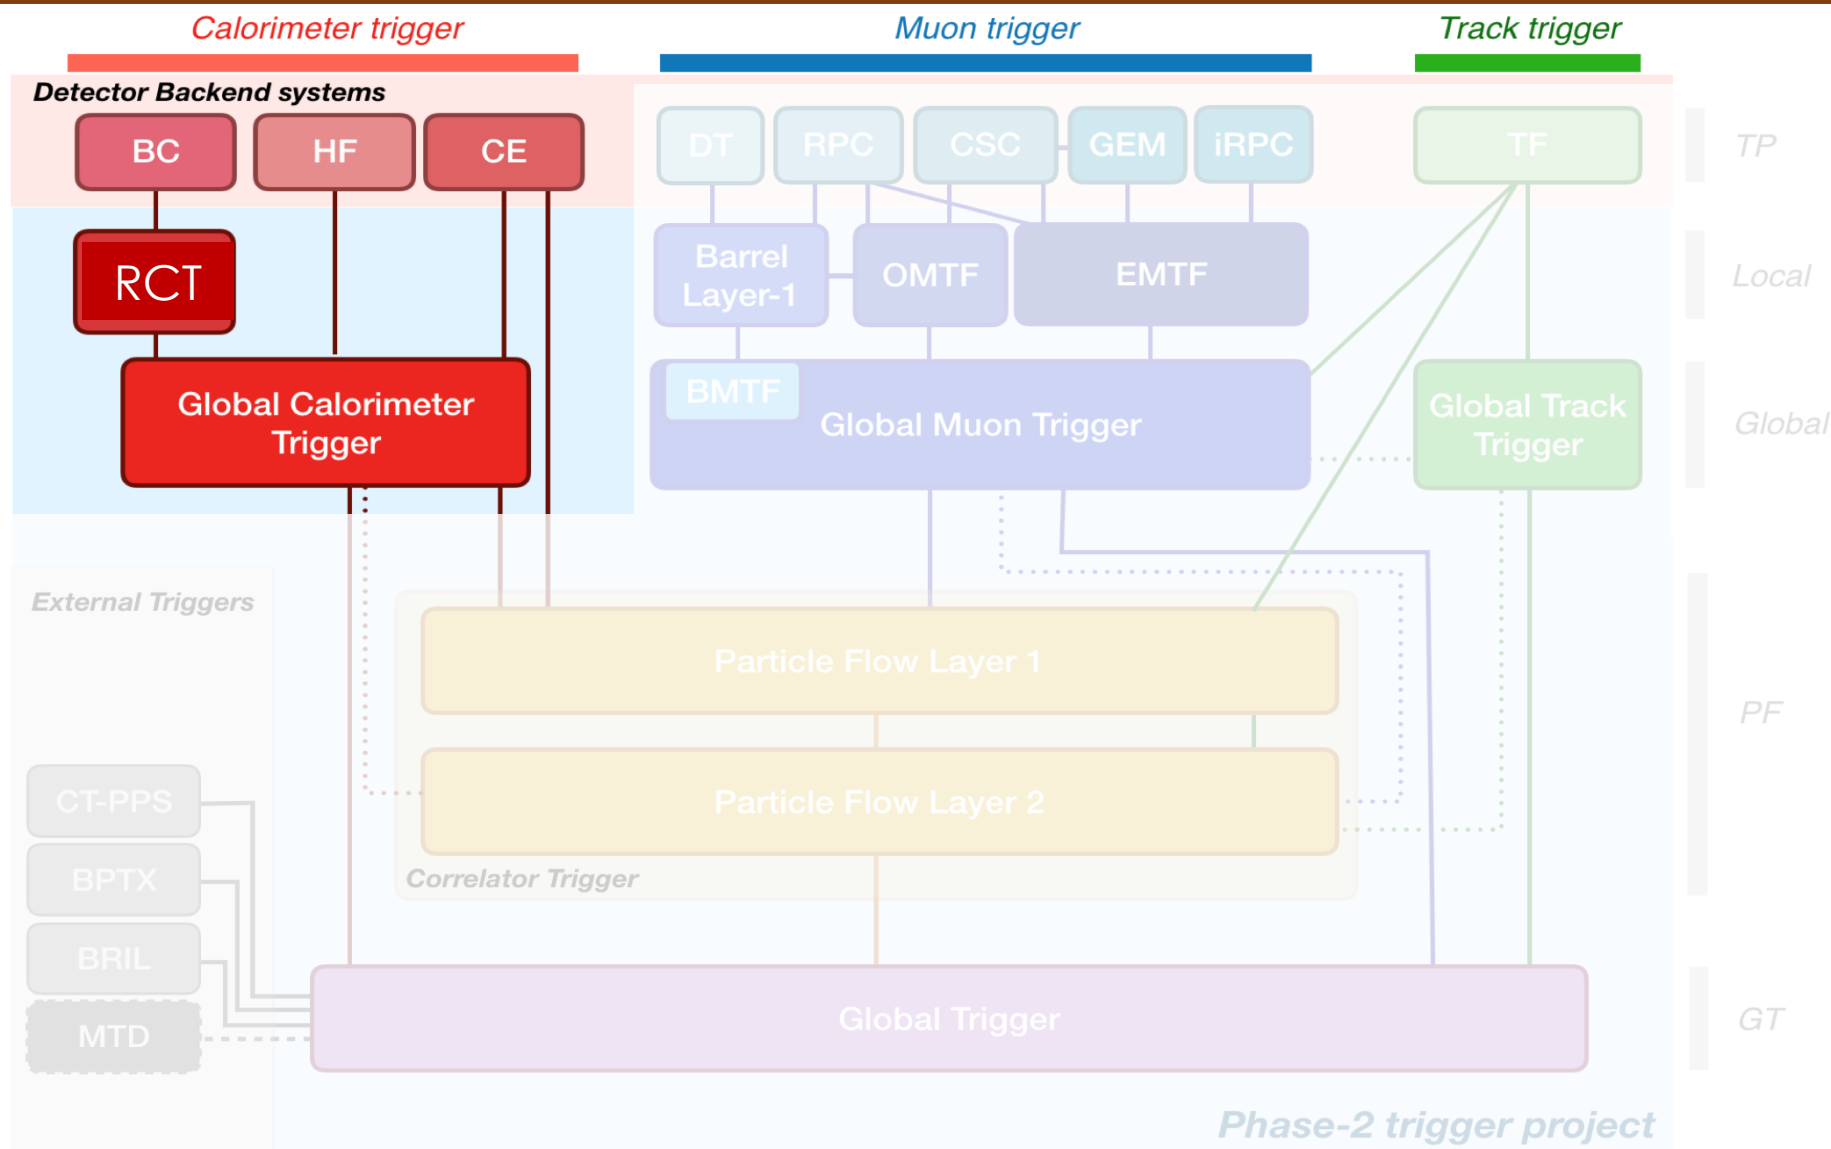 Calorimeter trigger
Muon trigger
Track trigger
Detector Backend systems
BC
HF
CE
DT
RPC
CSC
GEM
iRPC
TF
TP
RCT
Barrel
Layer-1
OMTF
EMTF
Local
Global Calorimeter
Trigger
BMTF
Global Muon Trigger
Global Track
Trigger
Global
External Triggers
Particle Flow Layer 1
PF
CT-PPS
Particle Flow Layer 2
BPTX
Correlator Trigger
BRIL
MTD
Global Trigger
GT
Phase-2 trigger project